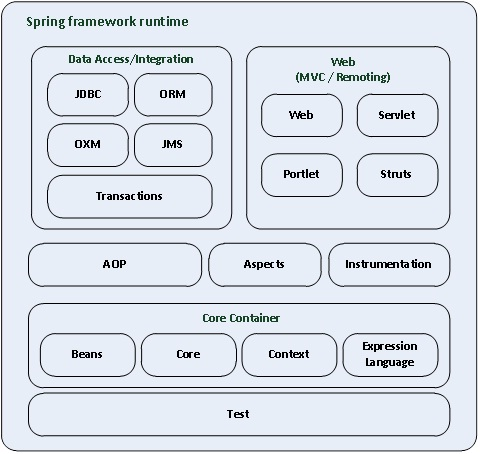 Spring framework runtime
Data Access/Integration
JDBC
ORM
OXM
JMS
Transactions
Web
(MVC / Remoting)
Web
Servlet
Portlet
Struts
AOP
Aspects
Instrumentation
Core Container
Beans
Core
Context
Expression
Language
Test